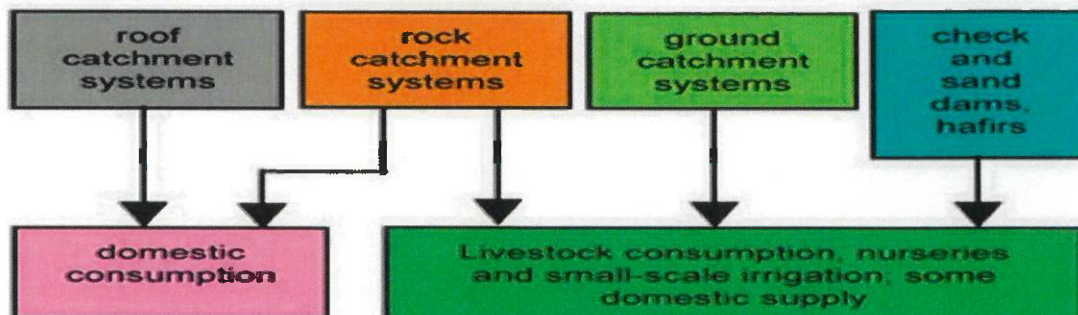 roof
catchment
systems
rock
catchment
systems
ground
catchment
systems
check
and
sand
dams,
hafirs
domestic
consumption
Livestock consumption, nurseries
and small-scale irrigation; some
domestic supply